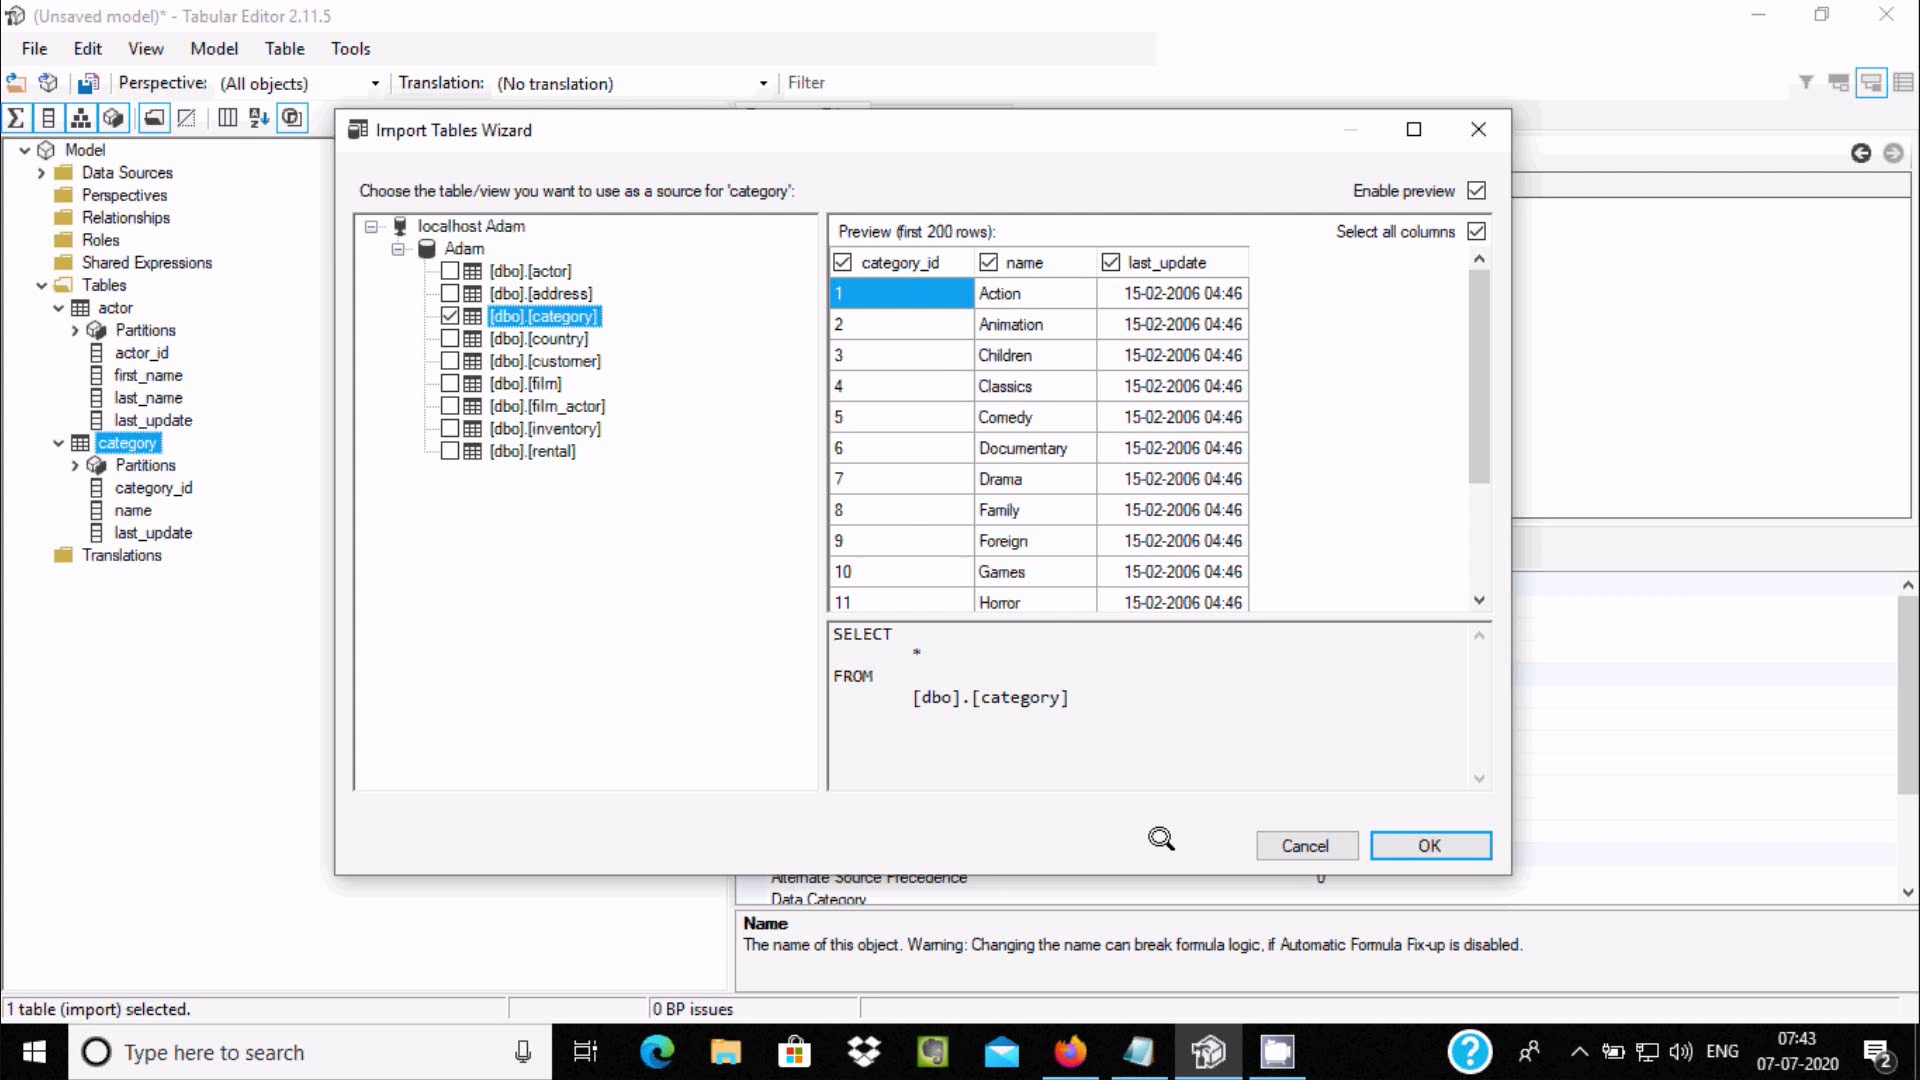 (Unsaved model)* - Tabular Editor 2.11.5
File Edit View Model Table Tools
Perspective: (All objects) Translation: (No translation) Filter
Import Tables Wizard
Choose the table/view you want to use as a source for 'category':
Enable preview
Model
Data Sources
Perspectives
Relationships
Roles
Shared Expressions
Tables
actor
Partitions
actor_id
first_name
last_name
last_update
category
Partitions
category_id
name
last_update
Translations
localhost Adam
Adam
[dbo].[actor]
[dbo].[address]
[dbo].[category]
[dbo].[country]
[dbo].[customer]
[dbo].[film]
[dbo].[film_actor]
[dbo].[inventory]
[dbo].[rental]
Preview (first 200 rows):
Select all columns
category_id name last_update
1 Action 15-02-2006 04:46
2 Animation 15-02-2006 04:46
3 Children 15-02-2006 04:46
4 Classics 15-02-2006 04:46
5 Comedy 15-02-2006 04:46
6 Documentary 15-02-2006 04:46
7 Drama 15-02-2006 04:46
8 Family 15-02-2006 04:46
9 Foreign 15-02-2006 04:46
10 Games 15-02-2006 04:46
11 Horror 15-02-2006 04:46
SELECT
*
FROM
[dbo].[category]
Cancel OK
Alternate Source Precedence 0
Data Category
Name
The name of this object. Warning: Changing the name can break formula logic, if Automatic Formula Fix-up is disabled.
1 table (import) selected. 0 BP issues
Type here to search
ENG
07:43
07-07-2020
2